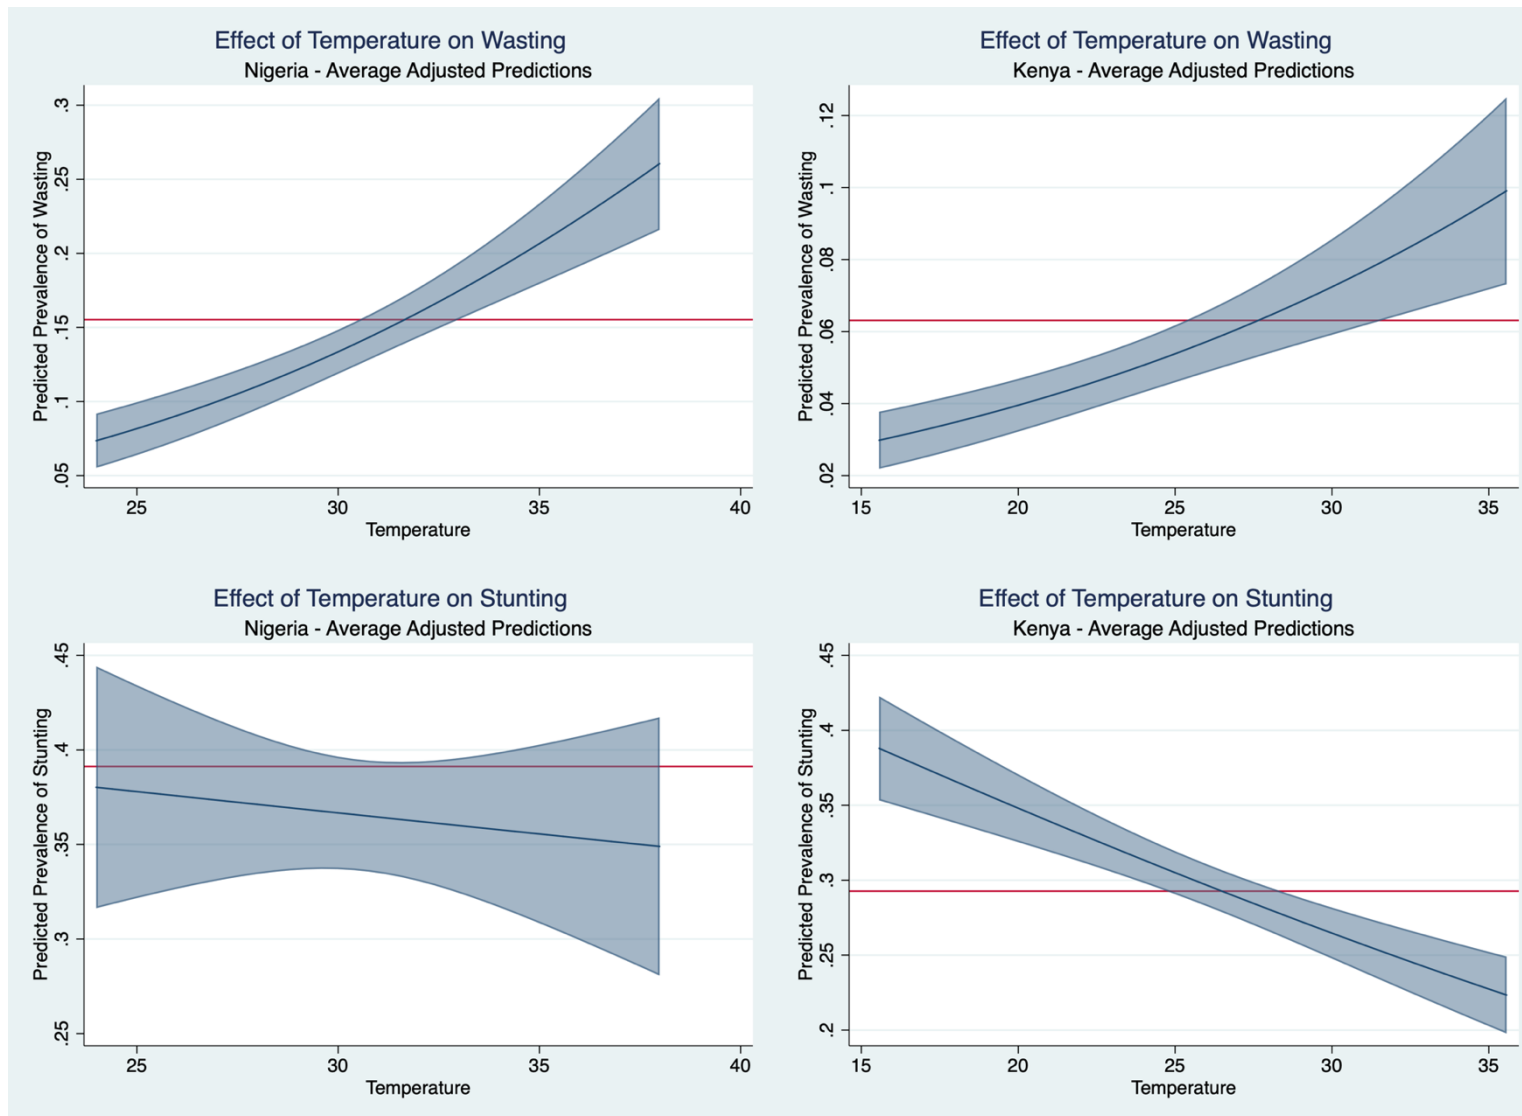 Effect of Temperature on Wasting
Nigeria - Average Adjusted Predictions
Predicted Prevalence of Wasting
.3
.25
.2
.15
.1
.05
25 30 35 40
Temperature
Effect of Temperature on Wasting
Kenya - Average Adjusted Predictions
Predicted Prevalence of Wasting
.12
.1
.08
.06
.04
.02
15 20 25 30 35
Temperature
Effect of Temperature on Stunting
Nigeria - Average Adjusted Predictions
Predicted Prevalence of Stunting
.45
.4
.35
.3
.25
25 30 35 40
Temperature
Effect of Temperature on Stunting
Kenya - Average Adjusted Predictions
Predicted Prevalence of Stunting
.45
.4
.35
.3
.25
.2
15 20 25 30 35
Temperature